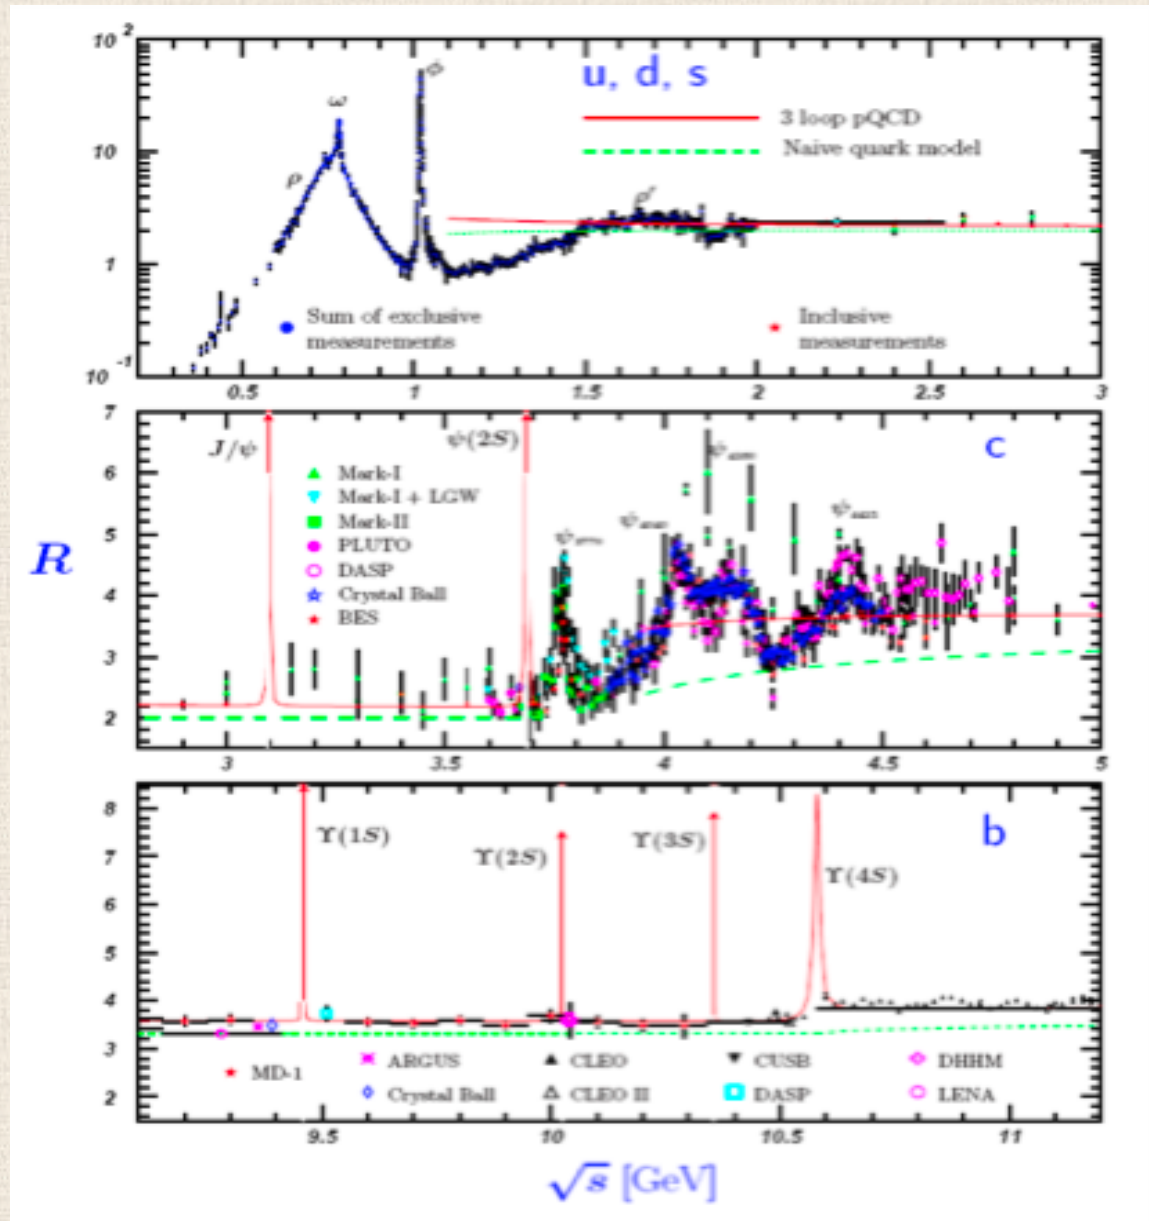 10²
10
1
10⁻¹
ρ
ω
ϕ
u, d, s
3 loop pQCD
Naive quark model
ρ′
Sum of exclusive
measurements
Inclusive
measurements
0.5 1 1.5 2 2.5 3
R
7
6
5
4
3
2
J/ψ
ψ(2S)
c
Mark-I
Mark-I + LGW
Mark-II
PLUTO
DASP
Crystal Ball
BES
3 3.5 4 4.5 5
8
7
6
5
4
3
2
Υ(1S)
Υ(2S)
Υ(3S)
Υ(4S)
b
MD-1
ARGUS
Crystal Ball
CLEO
CLEO II
CUSB
DASP
DHHM
LENA
9.5 10 10.5 11
√s [GeV]